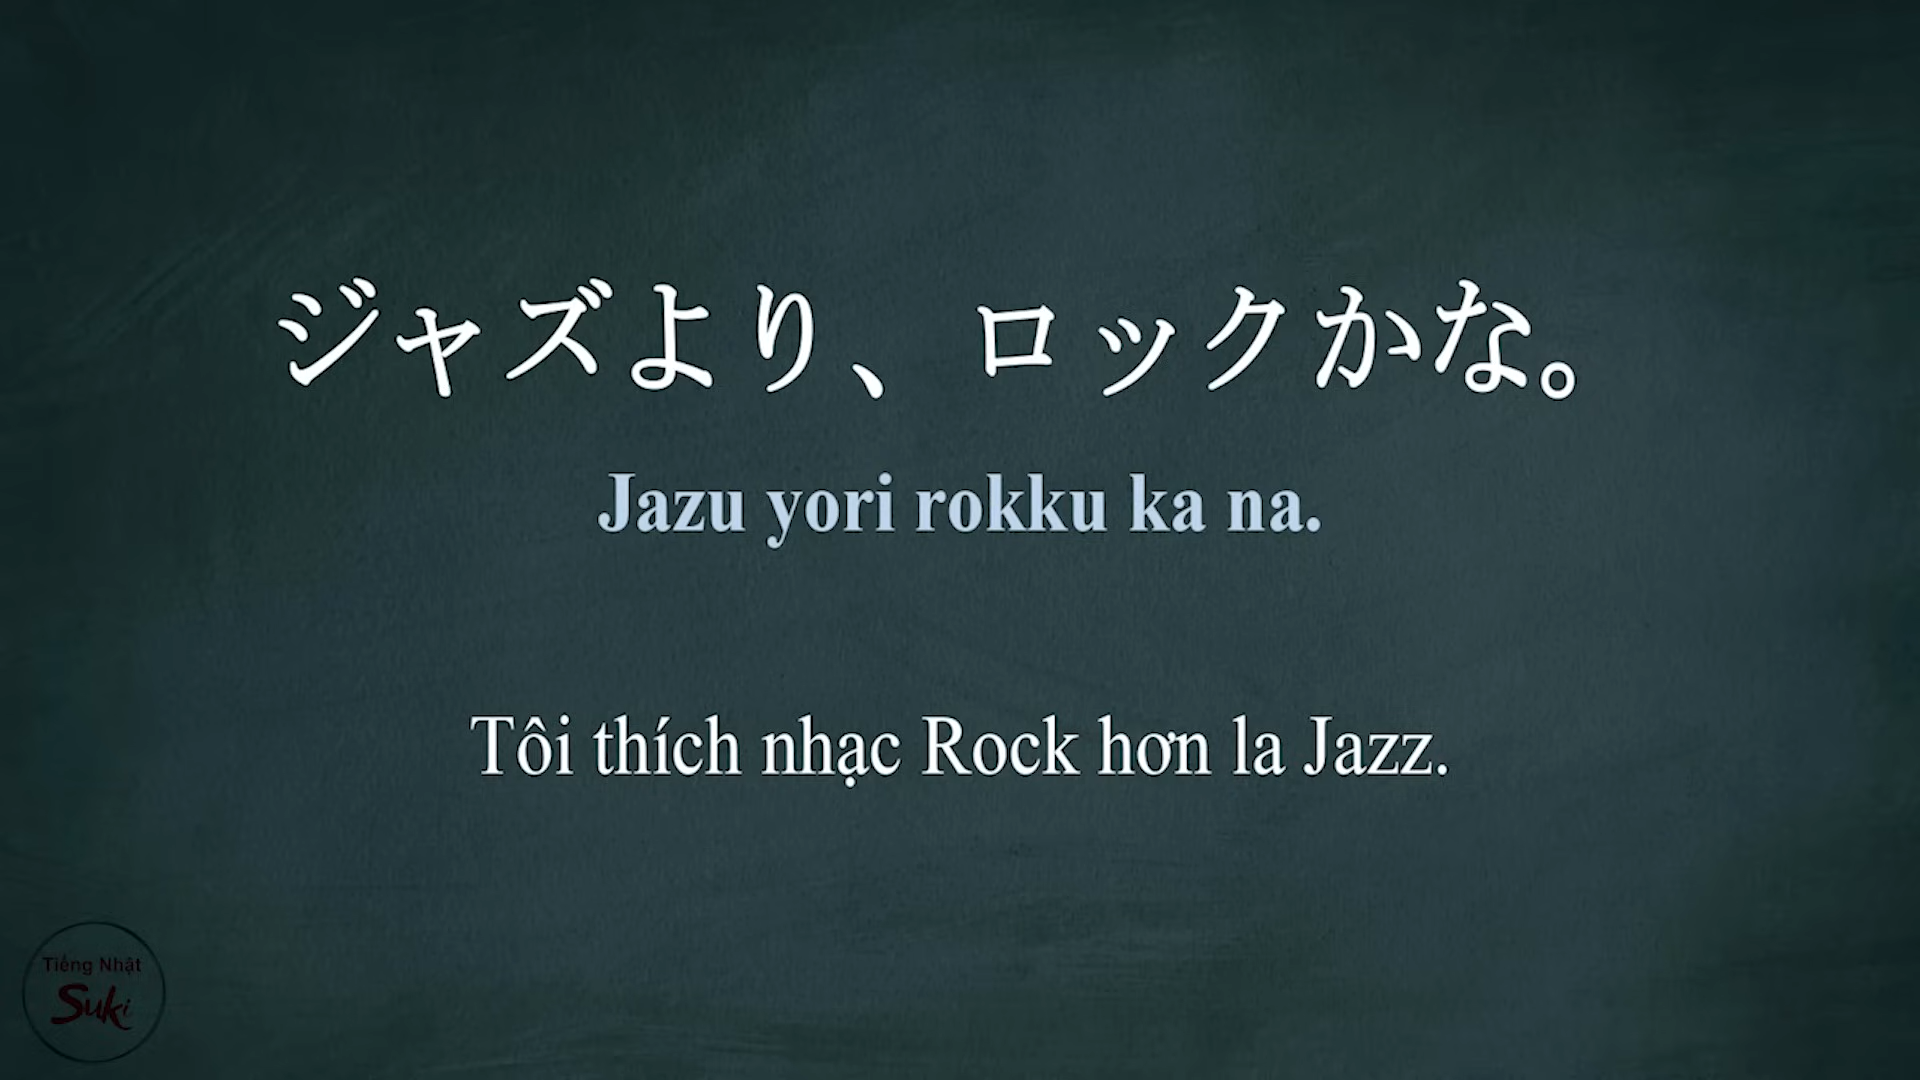 ジャズより、ロックかな。
Jazu yori rokku ka na.
Tôi thích nhạc Rock hơn la Jazz.
Tiếng Nhật
Suki